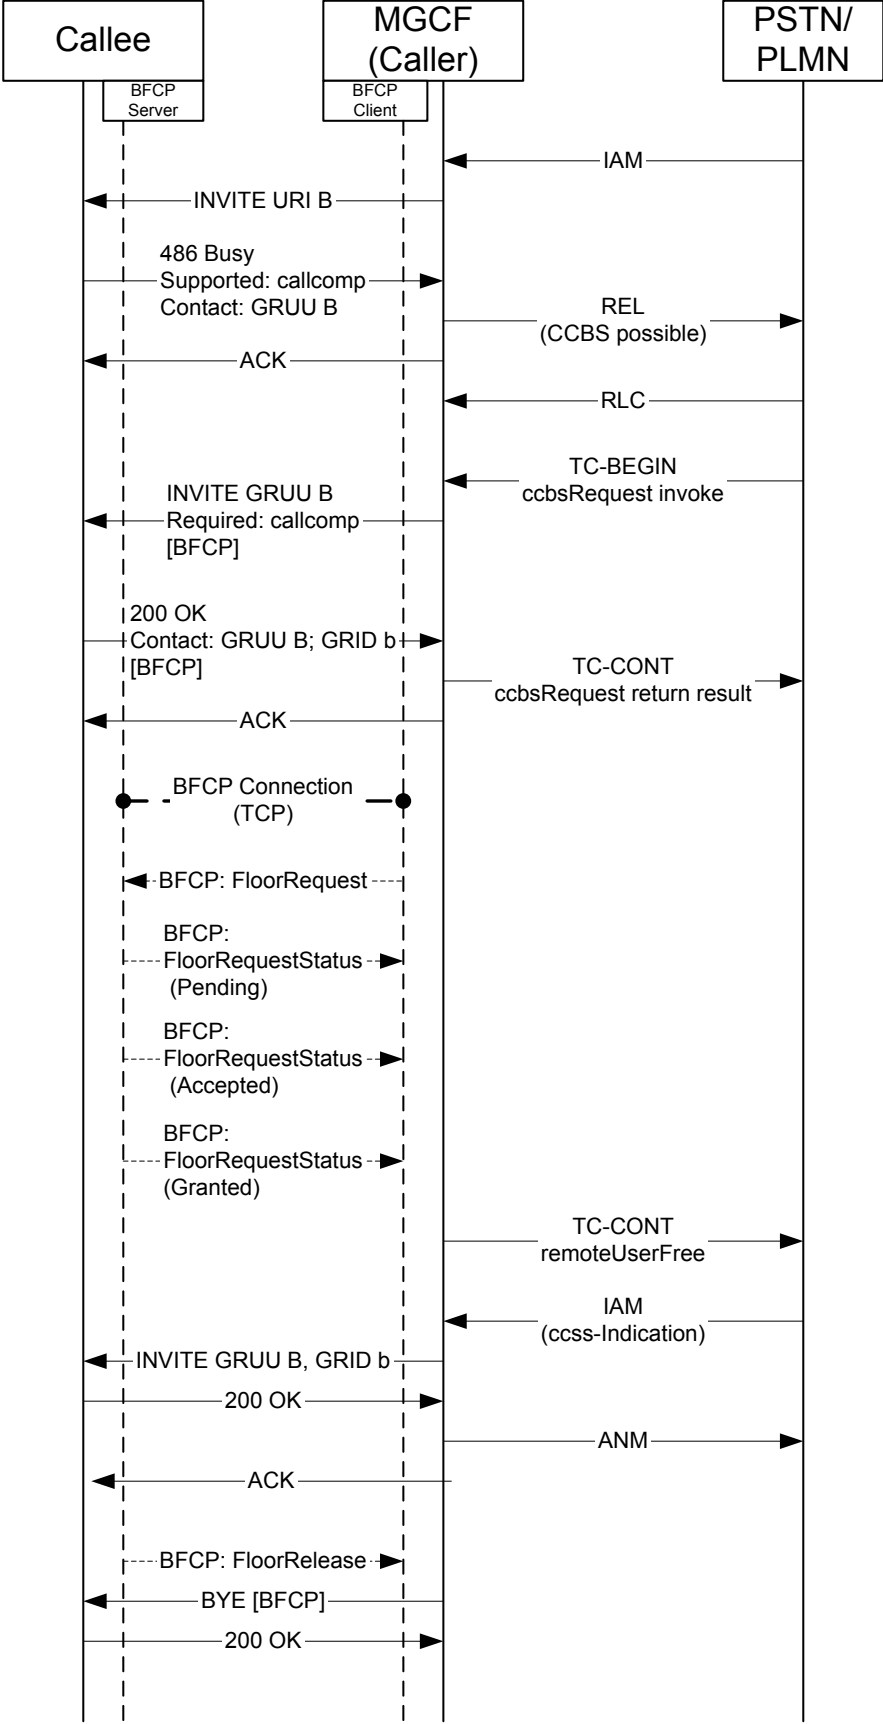 Callee
MGCF
(Caller)
PSTN/
PLMN
BFCP
Server
BFCP
Client
IAM
INVITE URI B
486 Busy
Supported: callcomp
Contact: GRUU B
REL
(CCBS possible)
ACK
RLC
TC-BEGIN
ccbsRequest invoke
INVITE GRUU B
Required: callcomp
[BFCP]
200 OK
Contact: GRUU B; GRID b
[BFCP]
TC-CONT
ccbsRequest return result
ACK
BFCP Connection
(TCP)
BFCP: FloorRequest
BFCP:
FloorRequestStatus
(Pending)
BFCP:
FloorRequestStatus
(Accepted)
BFCP:
FloorRequestStatus
(Granted)
TC-CONT
remoteUserFree
IAM
(ccss-Indication)
INVITE GRUU B, GRID b
200 OK
ANM
ACK
BFCP: FloorRelease
BYE [BFCP]
200 OK